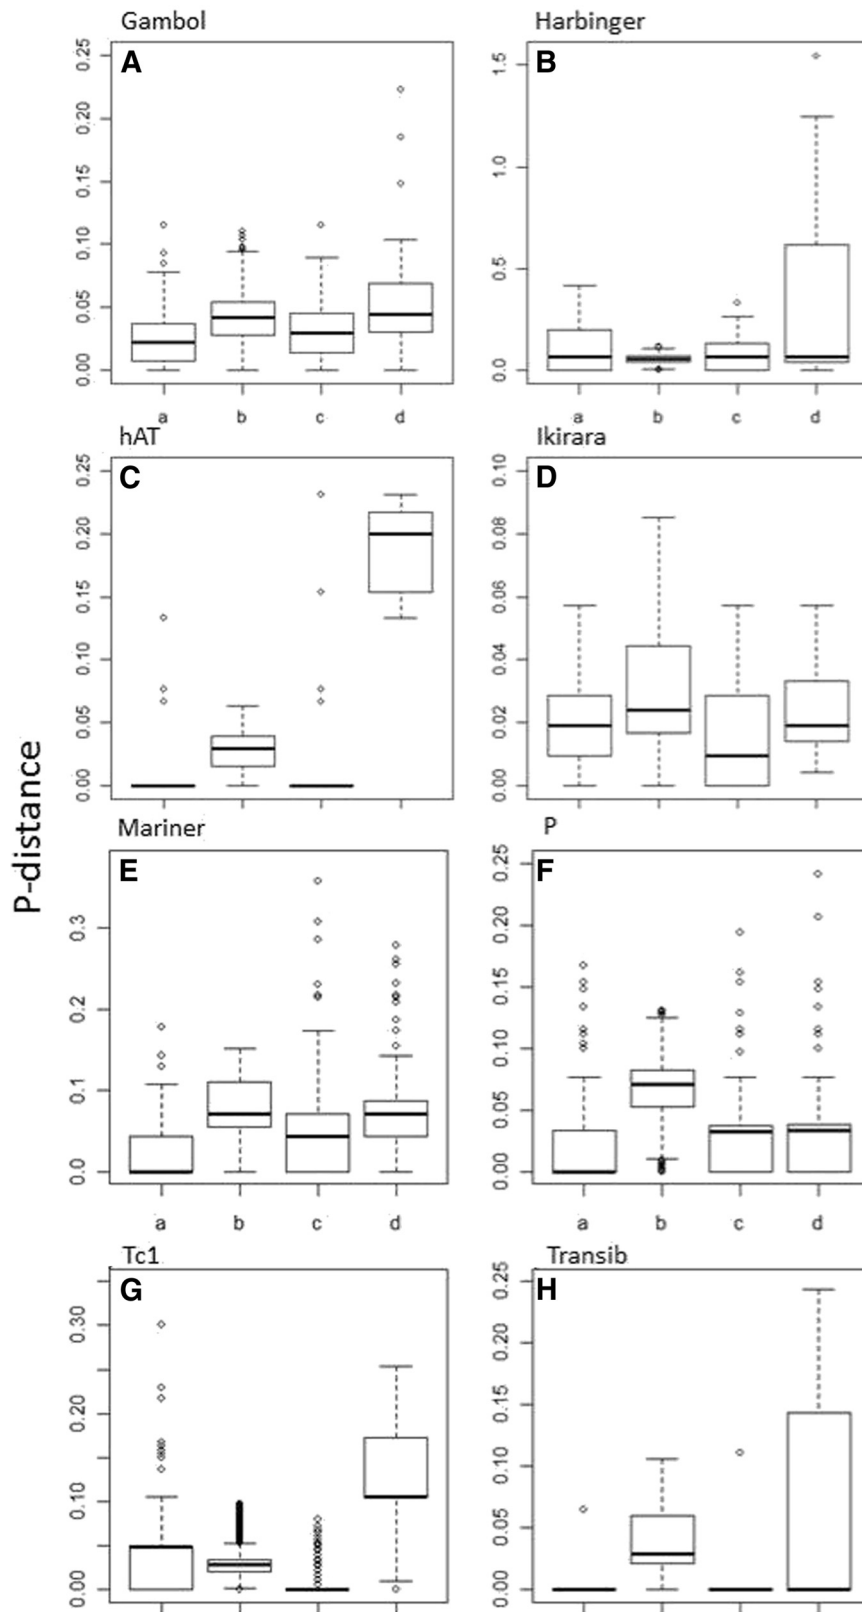 Gambol
Harbinger
A
0.25
0.20
0.15
0.10
0.05
0.00
a b c d
B
1.5
1.0
0.5
0.0
a b c d
hAT
Ikirara
C
0.25
0.20
0.15
0.10
0.05
0.00
D
0.10
0.08
0.06
0.04
0.02
0.00
P-distance
Mariner
P
E
0.3
0.2
0.1
0.0
a b c d
F
0.25
0.20
0.15
0.10
0.05
0.00
a b c d
Tc1
Transib
G
0.30
0.20
0.10
0.00
H
0.25
0.20
0.15
0.10
0.05
0.00